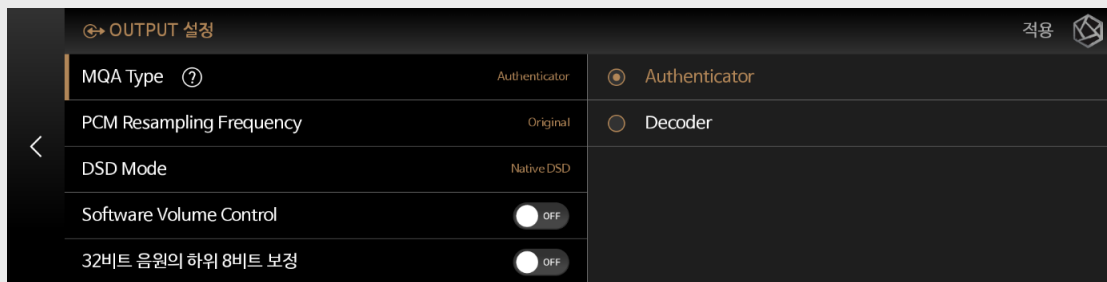 OUTPUT 설정
적용
MQA Type ?
Authenticator
Authenticator
PCM Resampling Frequency
Original
Decoder
DSD Mode
Native DSD
Software Volume Control
OFF
32비트 음원의 하위 8비트 보정
OFF